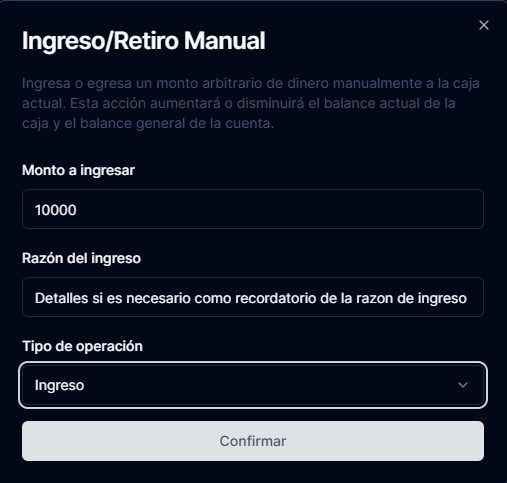 Ingreso/Retiro Manual
Ingresa o egresa un monto arbitrario de dinero manualmente a la caja
actual. Esta acción aumentará o disminuirá el balance actual de la
caja y el balance general de la cuenta.
Monto a ingresar
10000
Razón del ingreso
Detalles si es necesario como recordatorio de la razon de ingreso
Tipo de operación
Ingreso
Confirmar